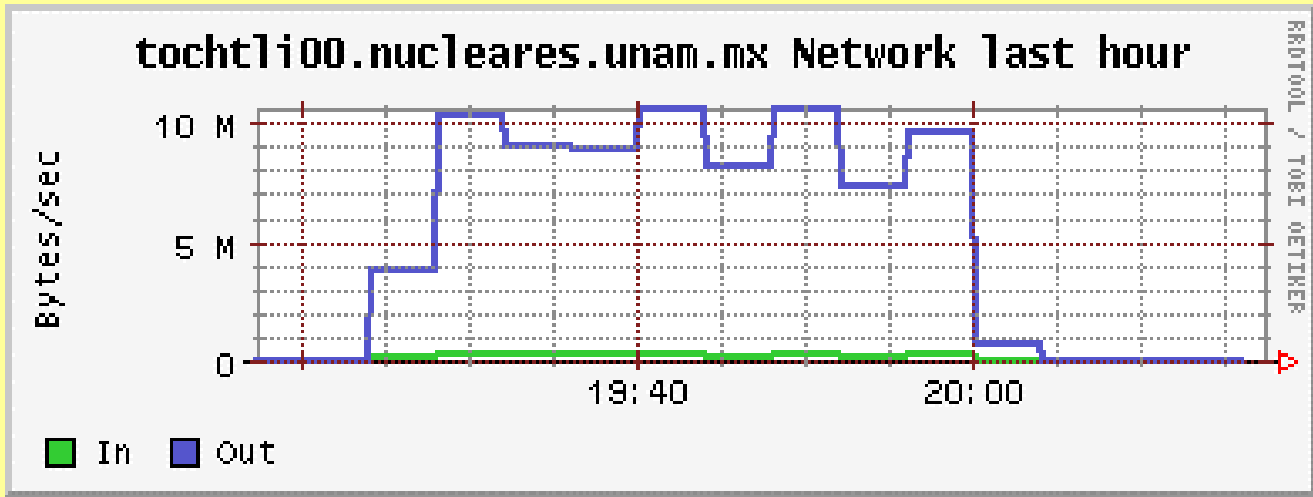 tochtli00.nucleares.unam.mx Network last hour
RRDTOOL / TOBI OETIKER
Bytes/sec
10 M
5 M
0
19:40 20:00
In Out